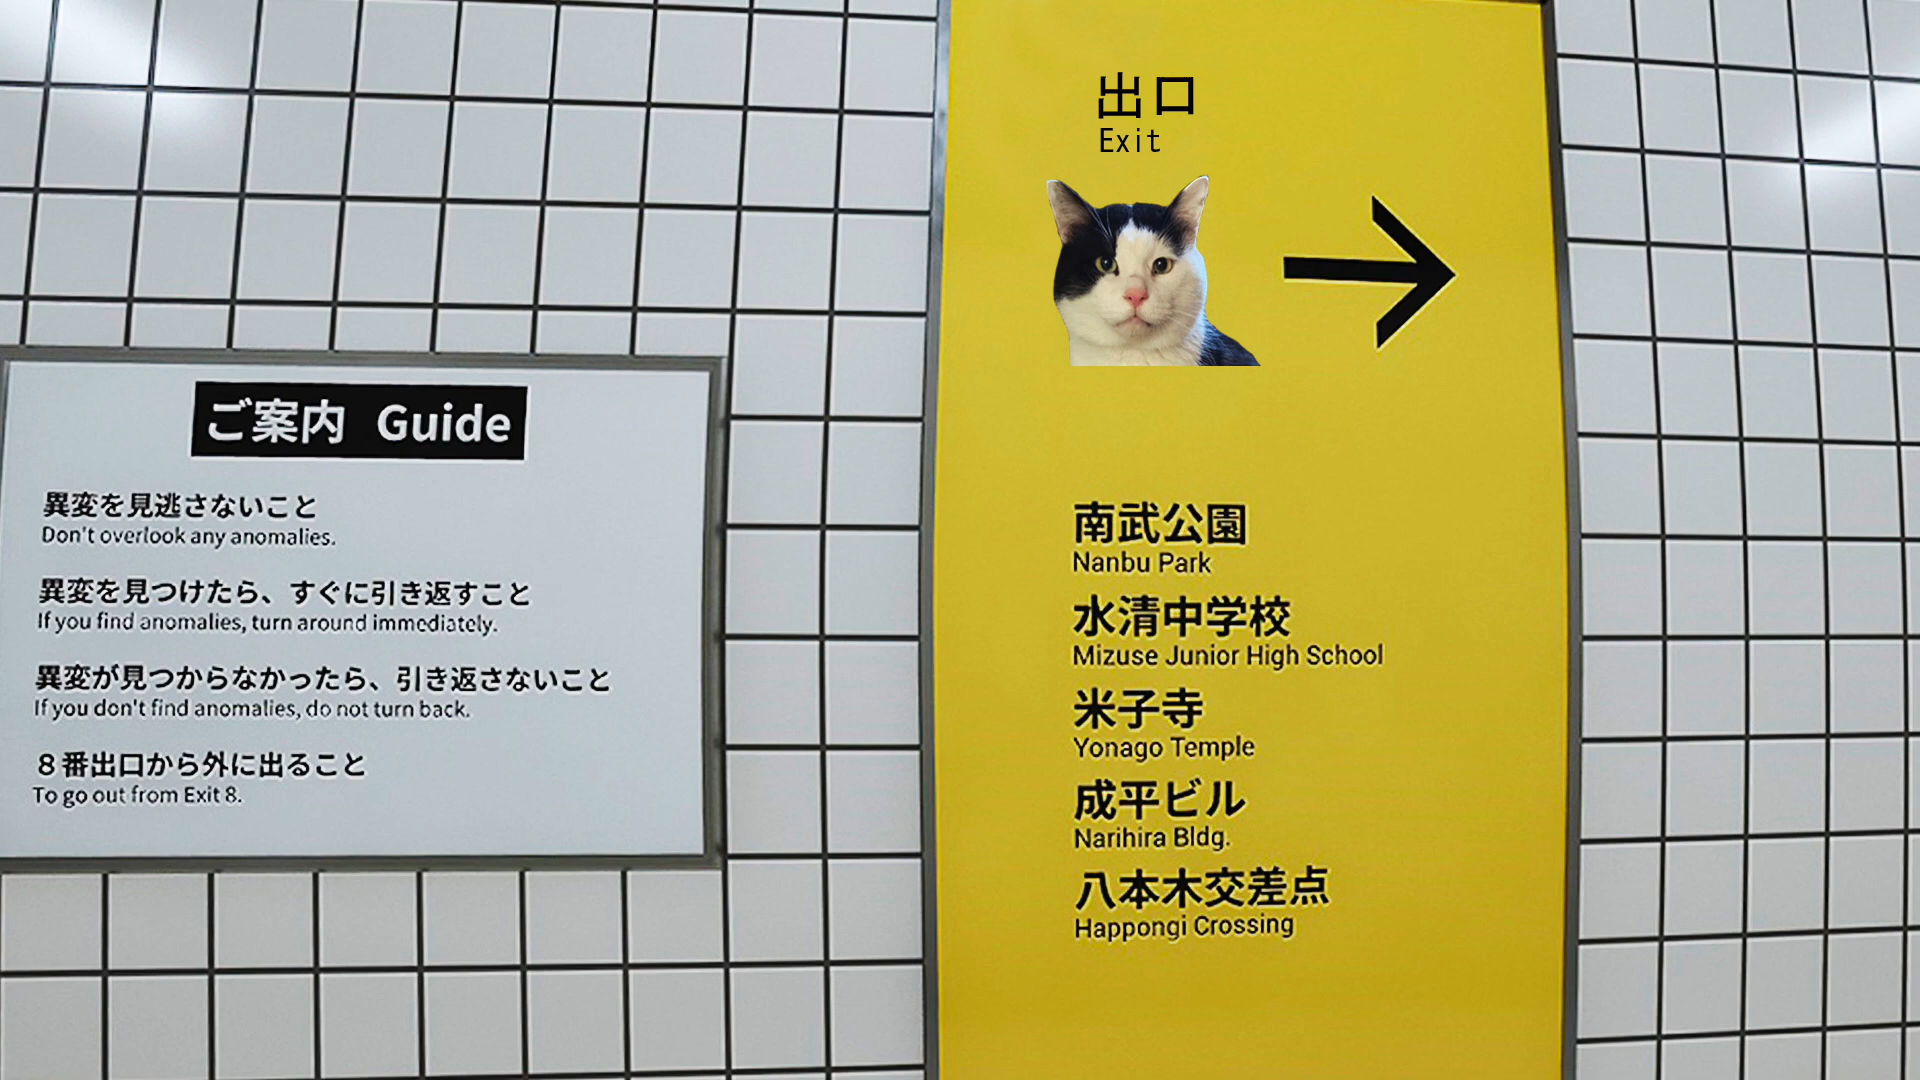 ご案内 Guide
異変を見逃さないこと
Don't overlook any anomalies.
異変を見つけたら、すぐに引き返すこと
If you find anomalies, turn around immediately.
異変が見つからなかったら、引き返さないこと
If you don't find anomalies, do not turn back.
８番出口から外に出ること
To go out from Exit 8.
出口
Exit
南武公園
Nanbu Park
水清中学校
Mizuse Junior High School
米子寺
Yonago Temple
成平ビル
Narihira Bldg.
八本木交差点
Happongi Crossing